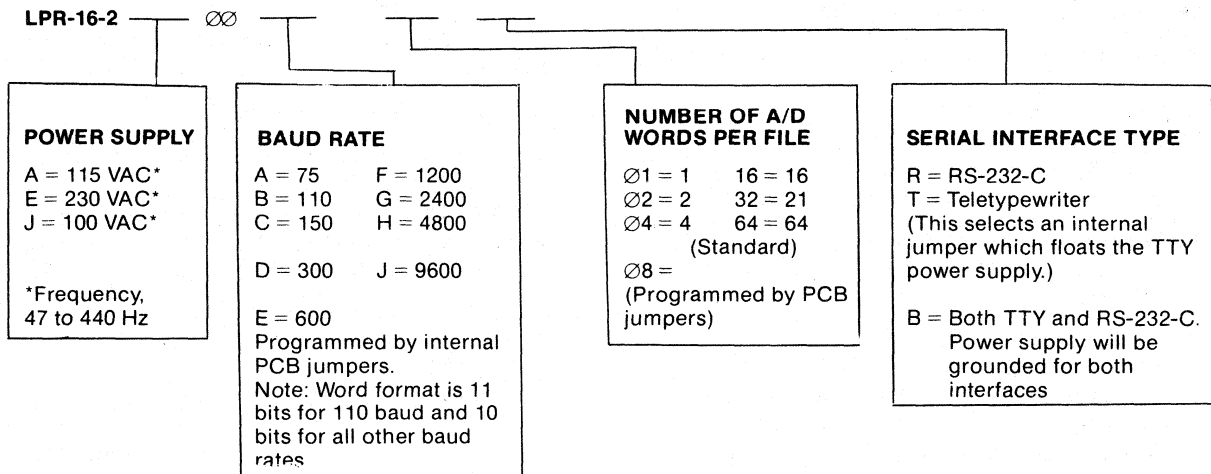 LPR-16-2 ∅∅
POWER SUPPLY
A = 115 VAC*
E = 230 VAC*
J = 100 VAC*
*Frequency,
47 to 440 Hz
BAUD RATE
A = 75 F = 1200
B = 110 G = 2400
C = 150 H = 4800
D = 300 J = 9600
E = 600
Programmed by internal
PCB jumpers.
Note: Word format is 11
bits for 110 baud and 10
bits for all other baud
rates
NUMBER OF A/D
WORDS PER FILE
∅1 = 1 16 = 16
∅2 = 2 32 = 21
∅4 = 4 64 = 64
(Standard)
∅8 =
(Programmed by PCB
jumpers)
SERIAL INTERFACE TYPE
R = RS-232-C
T = Teletypewriter
(This selects an internal
jumper which floats the TTY
power supply.)
B = Both TTY and RS-232-C.
Power supply will be
grounded for both
interfaces